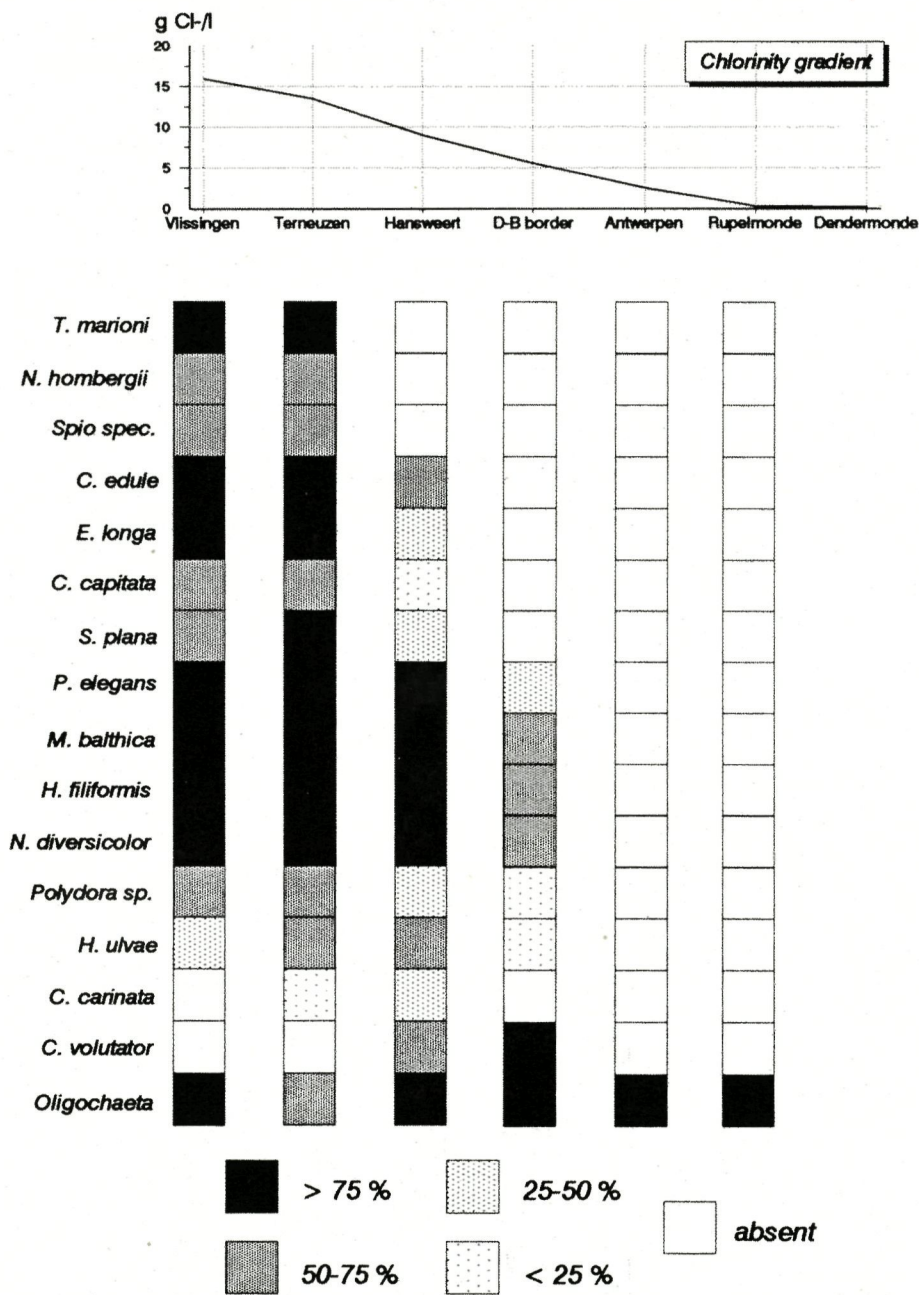 g Cl-/l
Chlorinity gradient
20
15
10
5
0
Vlissingen Terneuzen Hansweert D-B border Antwerpen Rupelmonde Dendermonde
T. marioni
N. hombergii
Spio spec.
C. edule
E. longa
C. capitata
S. plana
P. elegans
M. balthica
H. filiformis
N. diversicolor
Polydora sp.
H. ulvae
C. carinata
C. volutator
Oligochaeta
> 75 % 25-50 %
absent
50-75 % < 25 %